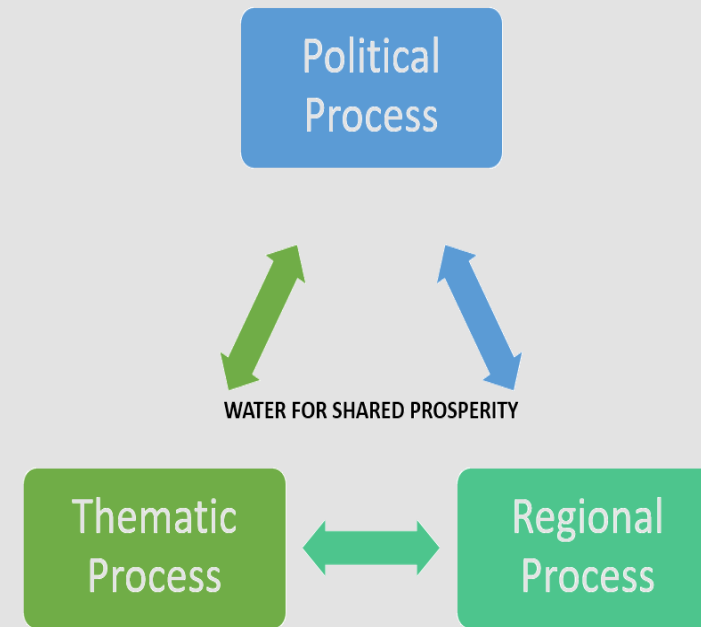 Political
Process
WATER FOR SHARED PROSPERITY
Thematic
Process
Regional
Process